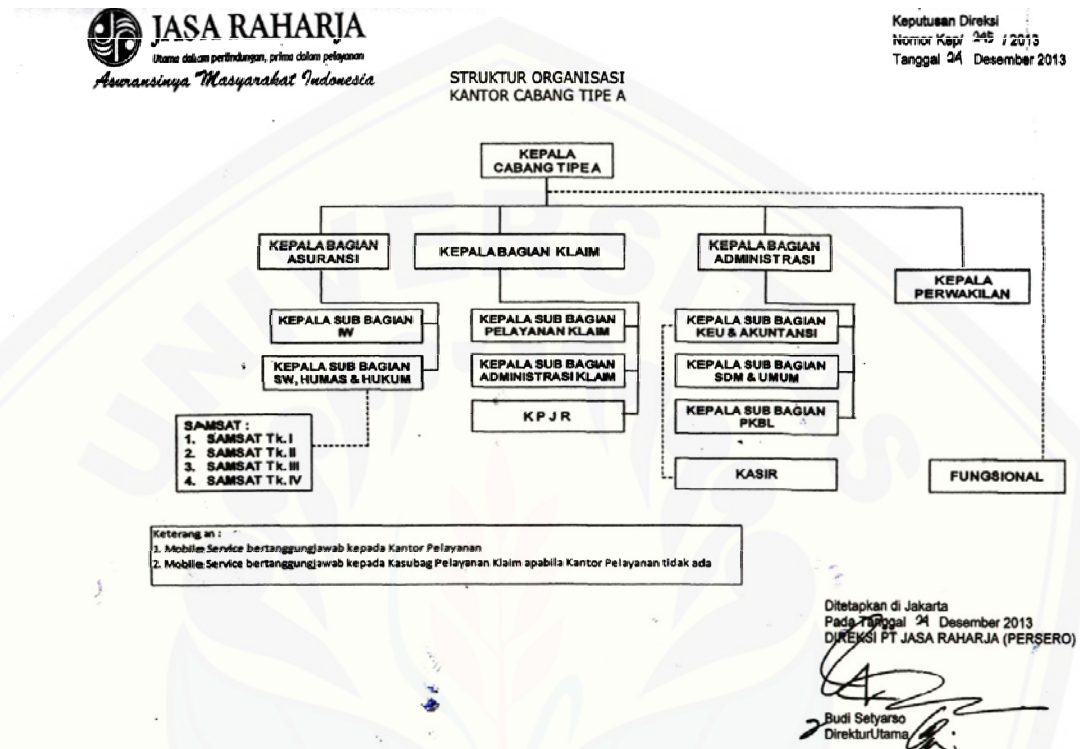 JASA RAHARJA
Utama dalam perlindungan, prima dalam pelayanan
Asuransinya Masyarakat Indonesia
Keputusan Direksi
Nomor Kep/ 245 / 2013
Tanggal 24 Desember 2013
STRUKTUR ORGANISASI
KANTOR CABANG TIPE A
KEPALA
CABANG TIPE A
KEPALA BAGIAN
ASURANSI
KEPALA BAGIAN KLAIM
KEPALA BAGIAN
ADMINISTRASI
KEPALA
PERWAKILAN
KEPALA SUB BAGIAN
IW
KEPALA SUB BAGIAN
PELAYANAN KLAIM
KEPALA SUB BAGIAN
KEU & AKUNTANSI
KEPALA SUB BAGIAN
SW, HUMAS & HUKUM
KEPALA SUB BAGIAN
ADMINISTRASI KLAIM
KEPALA SUB BAGIAN
SDM & UMUM
K P J R
KEPALA SUB BAGIAN
PKBL
SAMSAT :
1. SAMSAT Tk. I
2. SAMSAT Tk. II
3. SAMSAT Tk. III
4. SAMSAT Tk. IV
KASIR
FUNGSIONAL
Keterangan :
1. Mobile Service bertanggungjawab kepada Kantor Pelayanan
2. Mobile Service bertanggungjawab kepada Kasubag Pelayanan Klaim apabila Kantor Pelayanan tidak ada
Ditetapkan di Jakarta
Pada Tanggal 24 Desember 2013
DIREKSI PT JASA RAHARJA (PERSERO)
Budi Setyarso
DirekturUtama
UNIVERSITAS